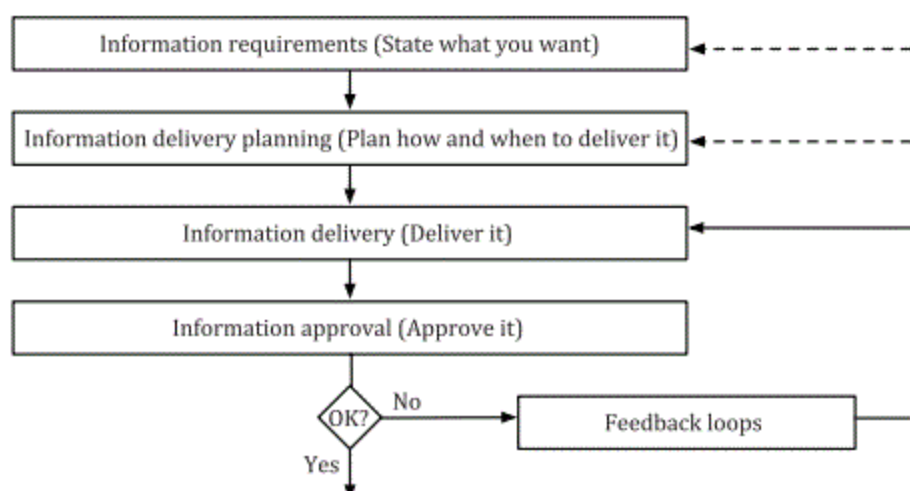 Information requirements (State what you want)
Information delivery planning (Plan how and when to deliver it)
Information delivery (Deliver it)
Information approval (Approve it)
OK?
No
Feedback loops
Yes